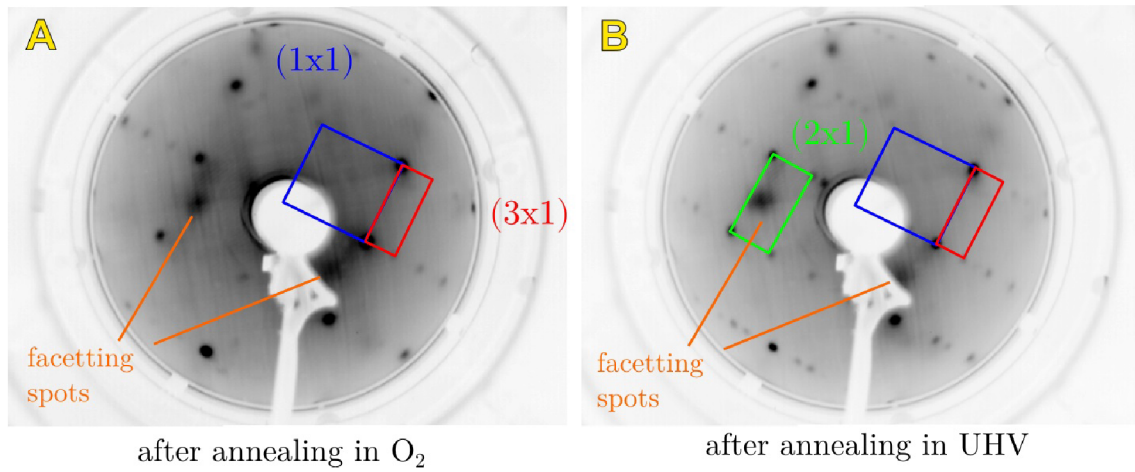 A
(1x1)
(3x1)
facetting
spots
after annealing in O₂
B
(2x1)
facetting
spots
after annealing in UHV